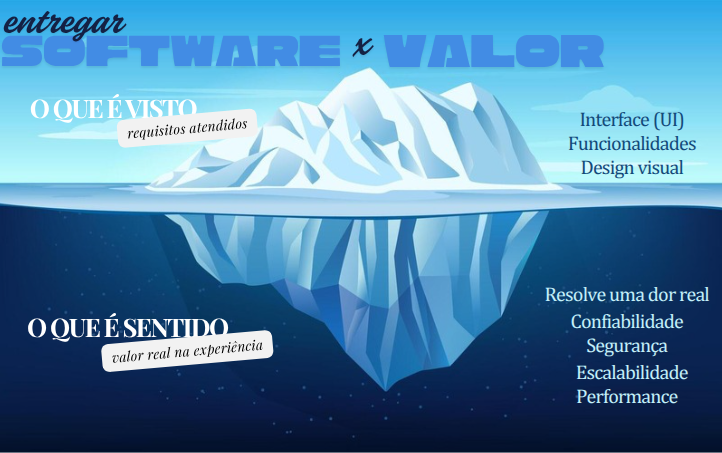 entregar
SOFTWARE x VALOR
O QUE É VISTO
requisitos atendidos
Interface (UI)
Funcionalidades
Design visual
O QUE É SENTIDO
valor real na experiência
Resolve uma dor real
Confiabilidade
Segurança
Escalabilidade
Performance